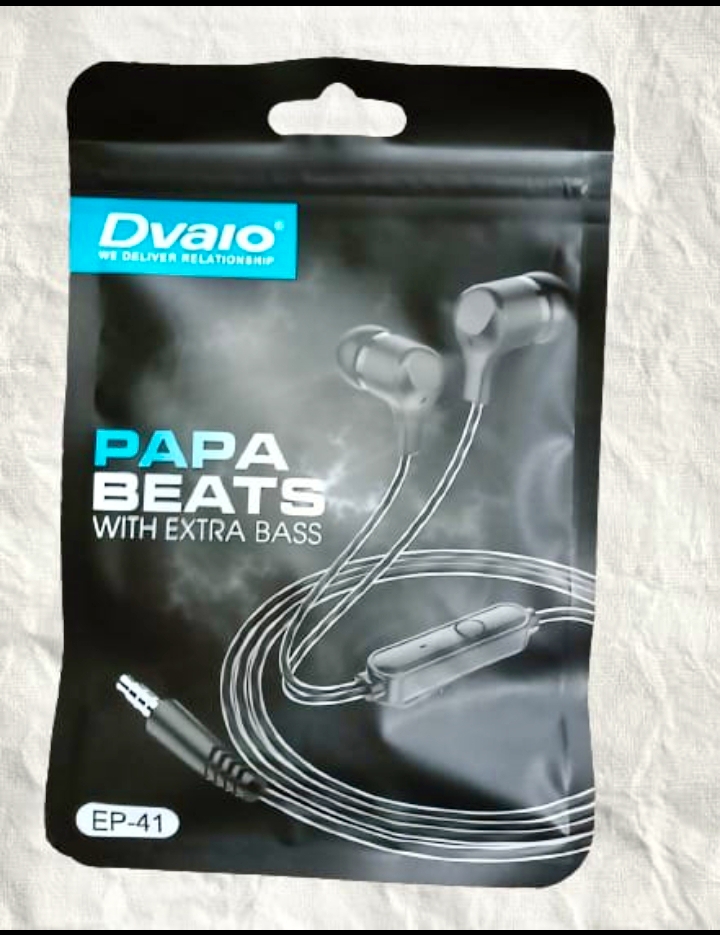 Dvaio®
WE DELIVER RELATIONSHIP
PAPA
BEATS
WITH EXTRA BASS
EP-41